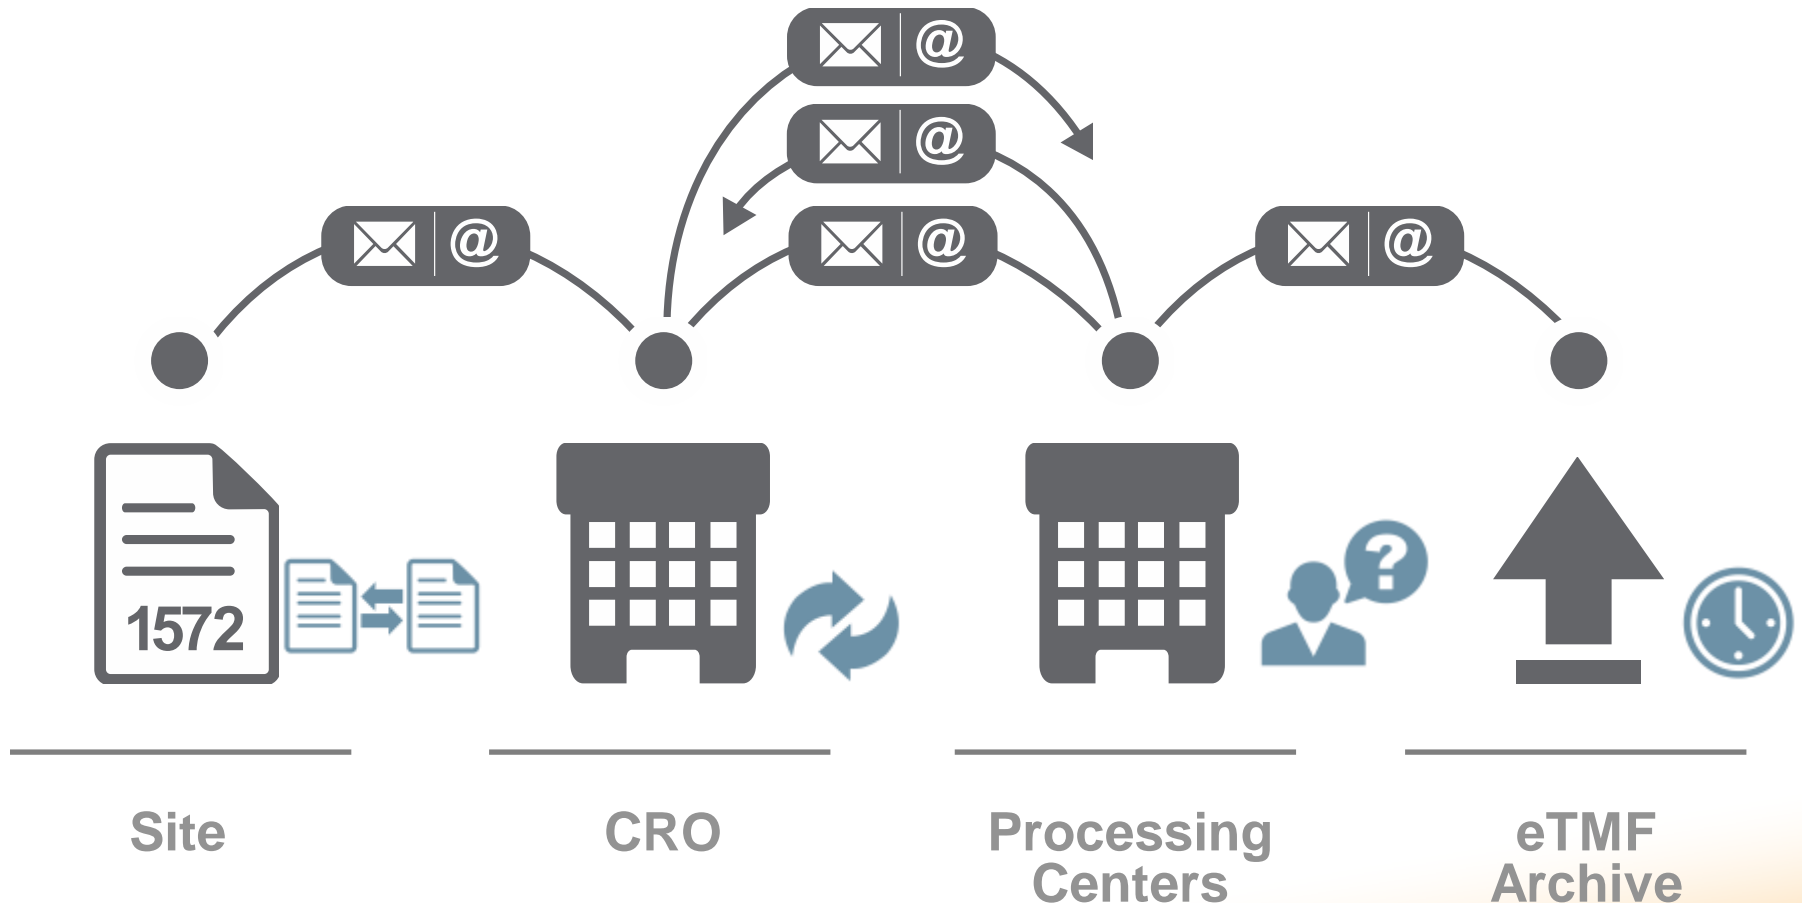 @
@
@
@
@
?
1572
Site
CRO
Processing
Centers
eTMF
Archive